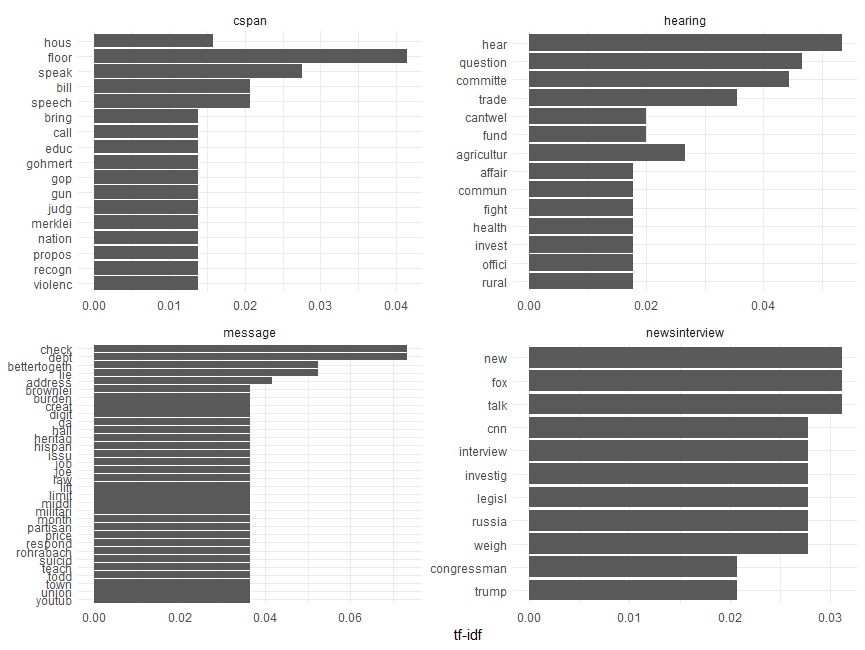 cspan
hous
floor
speak
bill
speech
bring
call
educ
gohmert
gop
gun
judg
merklei
nation
propos
recogn
violenc
0.00 0.01 0.02 0.03 0.04
hearing
hear
question
committe
trade
cantwel
fund
agricultur
affair
commun
fight
health
invest
offici
rural
0.00 0.02 0.04
message
check
debt
bettertogeth
lie
address
brownlei
burden
creat
digit
ga
hall
heritag
hispan
issu
job
joe
law
lift
limit
middl
militari
month
partisan
price
respond
rohrabach
suicid
teach
todd
town
union
youtub
0.00 0.02 0.04 0.06
newsinterview
new
fox
talk
cnn
interview
investig
legisl
russia
weigh
congressman
trump
0.00 0.01 0.02 0.03
tf-idf